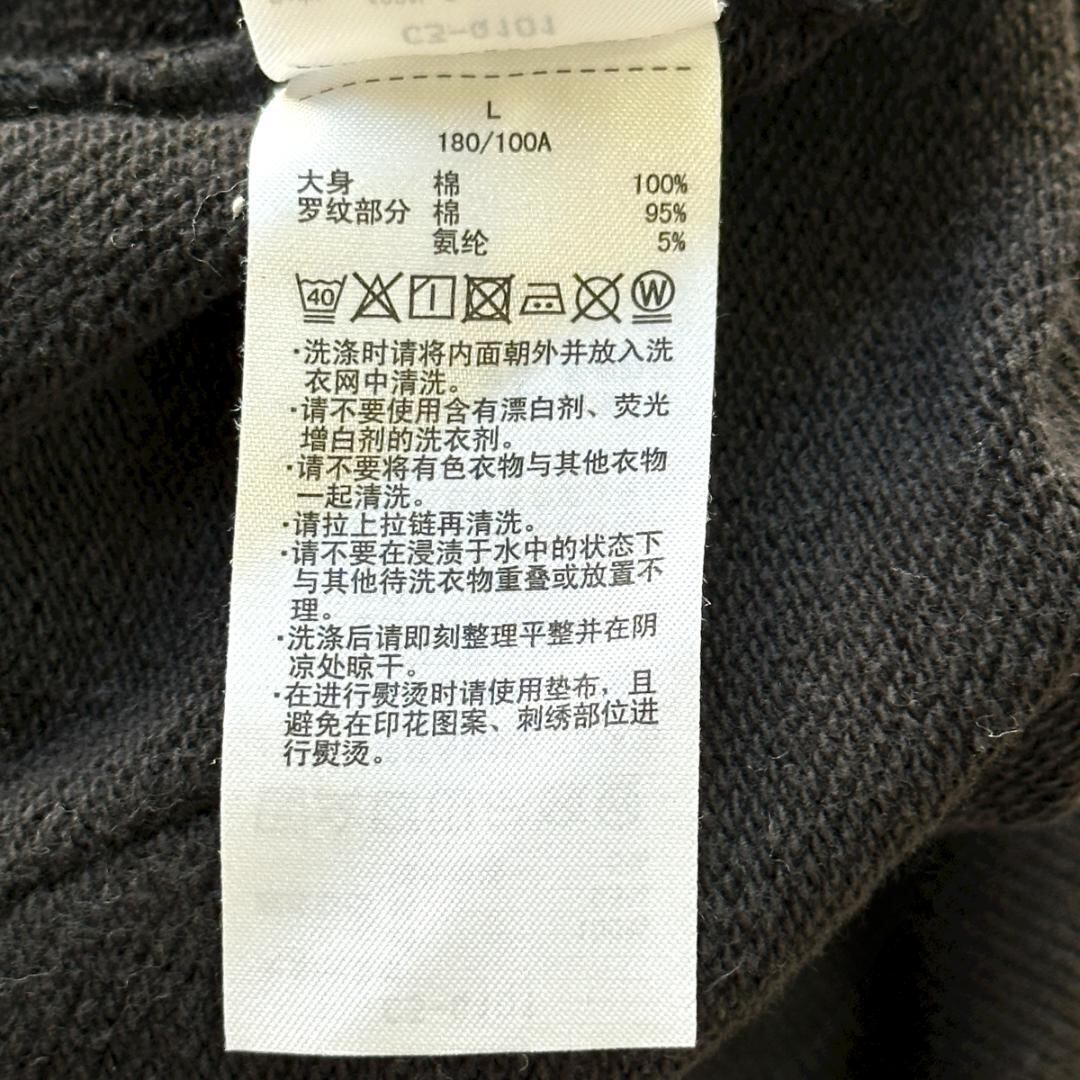 L
180/100A
大身 棉 100%
罗纹部分 棉 95%
氨纶 5%
40 W
·洗涤时请将内面朝外并放入洗
衣网中清洗。
·请不要使用含有漂白剂、荧光
增白剂的洗衣剂。
·请不要将有色衣物与其他衣物
一起清洗。
·请拉上拉链再清洗。
·请不要在浸渍于水中的状态下
与其他待洗衣物重叠或放置不
理。
·洗涤后请即刻整理平整并在阴
凉处晾干。
·在进行熨烫时请使用垫布，且
避免在印花图案、刺绣部位进
行熨烫。